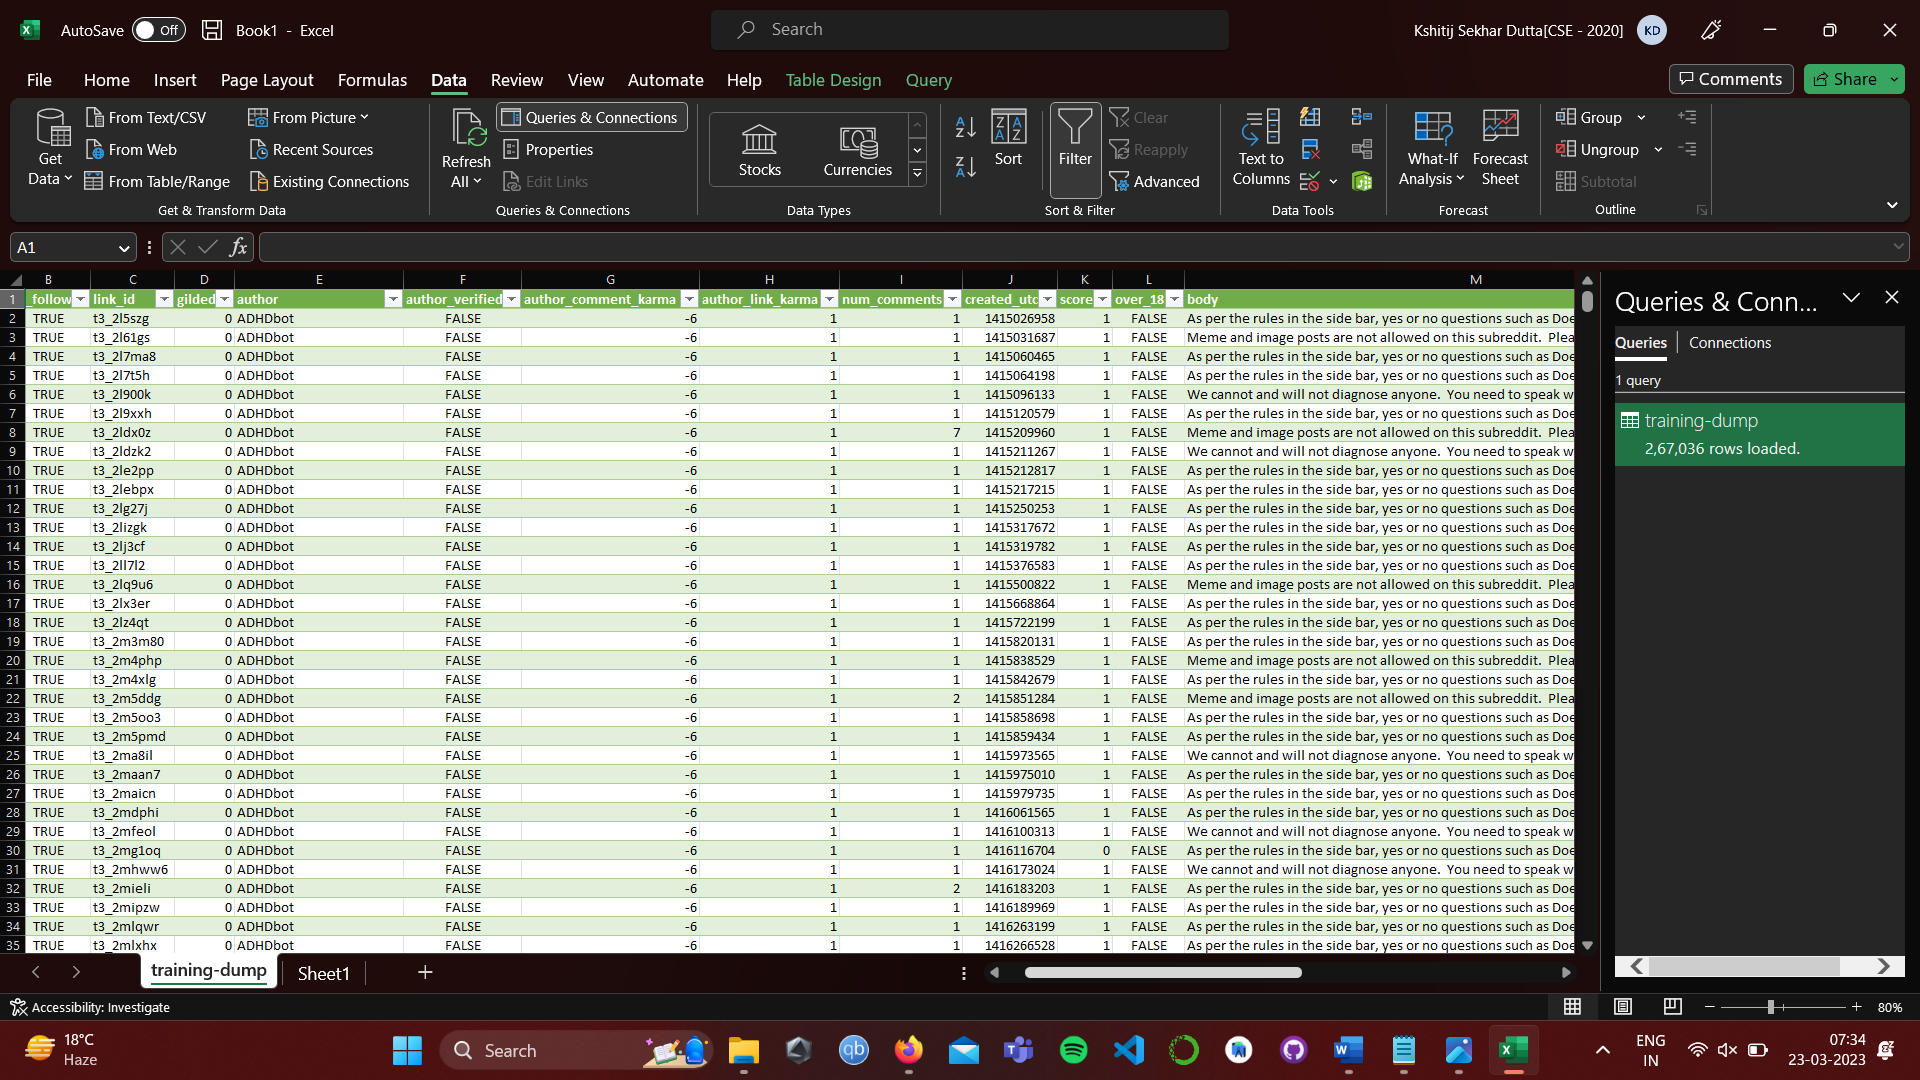 AutoSave Off Book1 - Excel Search Kshitij Sekhar Dutta[CSE - 2020] KD
File Home Insert Page Layout Formulas Data Review View Automate Help Table Design Query Comments Share
Get Data From Text/CSV From Web From Table/Range From Picture Recent Sources Existing Connections
Refresh All Queries & Connections Properties Edit Links
Stocks Currencies
Sort Filter Clear Reapply Advanced
Text to Columns What-If Analysis Forecast Sheet Group Ungroup Subtotal
Get & Transform Data Queries & Connections Data Types Sort & Filter Data Tools Forecast Outline
A1 fx
B C D E F G H I J K L M
1 _follow link_id gilded author author_verified author_comment_karma author_link_karma num_comments created_utc score over_18 body
2 TRUE t3_2l5szg 0 ADHDbot FALSE -6 1 1 1415026958 1 FALSE As per the rules in the side bar, yes or no questions such as Doe
3 TRUE t3_2l61gs 0 ADHDbot FALSE -6 1 1 1415031687 1 FALSE Meme and image posts are not allowed on this subreddit. Plea
4 TRUE t3_2l7ma8 0 ADHDbot FALSE -6 1 1 1415060465 1 FALSE As per the rules in the side bar, yes or no questions such as Doe
5 TRUE t3_2l7t5h 0 ADHDbot FALSE -6 1 1 1415064198 1 FALSE As per the rules in the side bar, yes or no questions such as Doe
6 TRUE t3_2l900k 0 ADHDbot FALSE -6 1 1 1415096133 1 FALSE We cannot and will not diagnose anyone. You need to speak w
7 TRUE t3_2l9xxh 0 ADHDbot FALSE -6 1 1 1415120579 1 FALSE As per the rules in the side bar, yes or no questions such as Doe
8 TRUE t3_2ldx0z 0 ADHDbot FALSE -6 1 7 1415209960 1 FALSE Meme and image posts are not allowed on this subreddit. Plea
9 TRUE t3_2ldzk2 0 ADHDbot FALSE -6 1 1 1415211267 1 FALSE We cannot and will not diagnose anyone. You need to speak w
10 TRUE t3_2le2pp 0 ADHDbot FALSE -6 1 1 1415212817 1 FALSE As per the rules in the side bar, yes or no questions such as Doe
11 TRUE t3_2lebpx 0 ADHDbot FALSE -6 1 1 1415217215 1 FALSE As per the rules in the side bar, yes or no questions such as Doe
12 TRUE t3_2lg27j 0 ADHDbot FALSE -6 1 1 1415250253 1 FALSE As per the rules in the side bar, yes or no questions such as Doe
13 TRUE t3_2lizgk 0 ADHDbot FALSE -6 1 1 1415317672 1 FALSE As per the rules in the side bar, yes or no questions such as Doe
14 TRUE t3_2lj3cf 0 ADHDbot FALSE -6 1 1 1415319782 1 FALSE As per the rules in the side bar, yes or no questions such as Doe
15 TRUE t3_2ll7l2 0 ADHDbot FALSE -6 1 1 1415376583 1 FALSE As per the rules in the side bar, yes or no questions such as Doe
16 TRUE t3_2lq9u6 0 ADHDbot FALSE -6 1 1 1415500822 1 FALSE Meme and image posts are not allowed on this subreddit. Plea
17 TRUE t3_2lx3er 0 ADHDbot FALSE -6 1 1 1415668864 1 FALSE As per the rules in the side bar, yes or no questions such as Doe
18 TRUE t3_2lz4qt 0 ADHDbot FALSE -6 1 1 1415722199 1 FALSE As per the rules in the side bar, yes or no questions such as Doe
19 TRUE t3_2m3m80 0 ADHDbot FALSE -6 1 1 1415820131 1 FALSE As per the rules in the side bar, yes or no questions such as Doe
20 TRUE t3_2m4php 0 ADHDbot FALSE -6 1 1 1415838529 1 FALSE Meme and image posts are not allowed on this subreddit. Plea
21 TRUE t3_2m4xlg 0 ADHDbot FALSE -6 1 1 1415842679 1 FALSE As per the rules in the side bar, yes or no questions such as Doe
22 TRUE t3_2m5ddg 0 ADHDbot FALSE -6 1 2 1415851284 1 FALSE Meme and image posts are not allowed on this subreddit. Plea
23 TRUE t3_2m5oo3 0 ADHDbot FALSE -6 1 1 1415858698 1 FALSE As per the rules in the side bar, yes or no questions such as Doe
24 TRUE t3_2m5pmd 0 ADHDbot FALSE -6 1 1 1415859434 1 FALSE As per the rules in the side bar, yes or no questions such as Doe
25 TRUE t3_2ma8il 0 ADHDbot FALSE -6 1 1 1415973565 1 FALSE We cannot and will not diagnose anyone. You need to speak w
26 TRUE t3_2maan7 0 ADHDbot FALSE -6 1 1 1415975010 1 FALSE As per the rules in the side bar, yes or no questions such as Doe
27 TRUE t3_2maicn 0 ADHDbot FALSE -6 1 1 1415979735 1 FALSE As per the rules in the side bar, yes or no questions such as Doe
28 TRUE t3_2mdphi 0 ADHDbot FALSE -6 1 1 1416061565 1 FALSE As per the rules in the side bar, yes or no questions such as Doe
29 TRUE t3_2mfeol 0 ADHDbot FALSE -6 1 1 1416100313 1 FALSE We cannot and will not diagnose anyone. You need to speak w
30 TRUE t3_2mg1oq 0 ADHDbot FALSE -6 1 1 1416116704 0 FALSE As per the rules in the side bar, yes or no questions such as Doe
31 TRUE t3_2mhww6 0 ADHDbot FALSE -6 1 1 1416173024 1 FALSE We cannot and will not diagnose anyone. You need to speak w
32 TRUE t3_2mieli 0 ADHDbot FALSE -6 1 2 1416183203 1 FALSE As per the rules in the side bar, yes or no questions such as Doe
33 TRUE t3_2mipzw 0 ADHDbot FALSE -6 1 1 1416189969 1 FALSE As per the rules in the side bar, yes or no questions such as Doe
34 TRUE t3_2mlqwr 0 ADHDbot FALSE -6 1 1 1416263199 1 FALSE As per the rules in the side bar, yes or no questions such as Doe
35 TRUE t3_2mlxhx 0 ADHDbot FALSE -6 1 1 1416266528 1 FALSE As per the rules in the side bar, yes or no questions such as Doe
Queries & Conn...
Queries Connections
1 query
training-dump
2,67,036 rows loaded.
training-dump Sheet1
Accessibility: Investigate 80%
18°C
Haze
Search
ENG
IN
07:34
23-03-2023